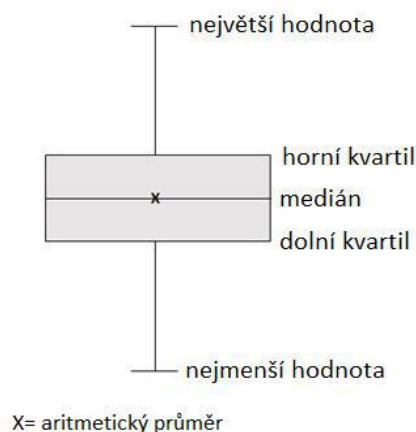 největší hodnota
horní kvartil
x
medián
dolní kvartil
nejmenší hodnota
X= aritmetický průměr